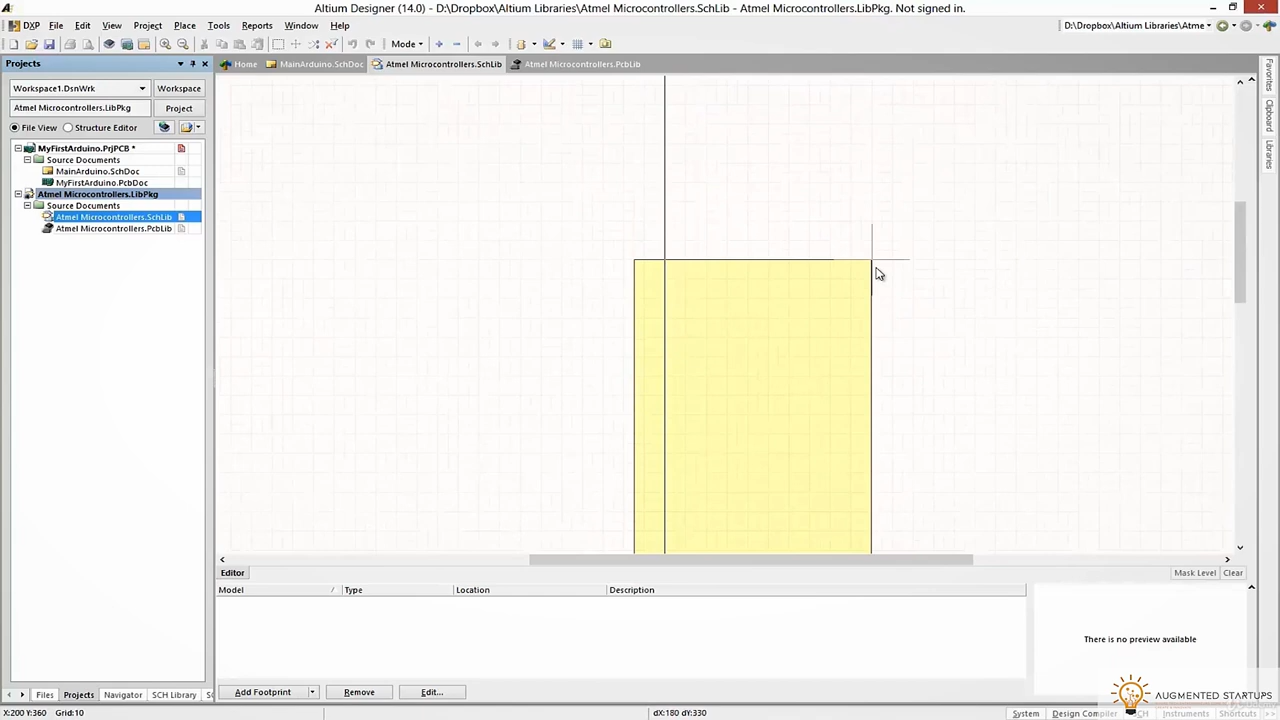 Altium Designer (14.0) - D:\Dropbox\Altium Libraries\Atmel Microcontrollers.SchLib - Atmel Microcontrollers.LibPkg. Not signed in.
DXP File Edit View Project Place Tools Reports Window Help
D:\Dropbox\Altium Libraries\Atme
Mode
Projects
Home MainArduino.SchDoc Atmel Microcontrollers.SchLib Atmel Microcontrollers.PcbLib
Workspace1.DsnWrk Workspace
Atmel Microcontrollers.LibPkg Project
File View Structure Editor
MyFirstArduino.PrjPCB *
Source Documents
MainArduino.SchDoc
MyFirstArduino.PcbDoc
Atmel Microcontrollers.LibPkg
Source Documents
Atmel Microcontrollers.SchLib
Atmel Microcontrollers.PcbLib
Favorites
Clipboard
Libraries
Editor Mask Level Clear
Model / Type Location Description
There is no preview available
Add Footprint Remove Edit...
Files Projects Navigator SCH Library SC
AUGMENTED STARTUPS
X:200 Y:360 Grid:10 dX:180 dY:330 System Design Compiler SCH Instruments Shortcuts >>